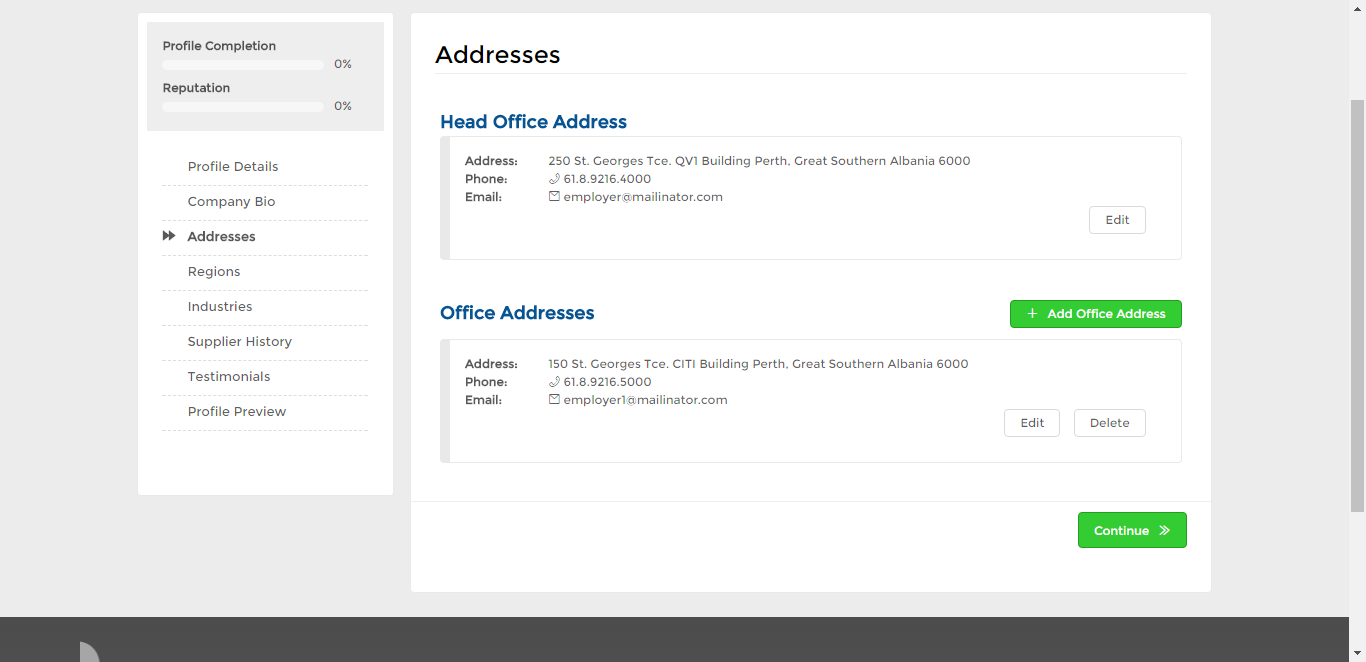 Profile Completion
0%
Reputation
0%
Profile Details
Company Bio
Addresses
Regions
Industries
Supplier History
Testimonials
Profile Preview
Addresses
Head Office Address
Address: 250 St. Georges Tce. QV1 Building Perth, Great Southern Albania 6000
Phone: 61.8.9216.4000
Email: employer@mailinator.com
Edit
Office Addresses
+ Add Office Address
Address: 150 St. Georges Tce. CITI Building Perth, Great Southern Albania 6000
Phone: 61.8.9216.5000
Email: employer1@mailinator.com
Edit Delete
Continue